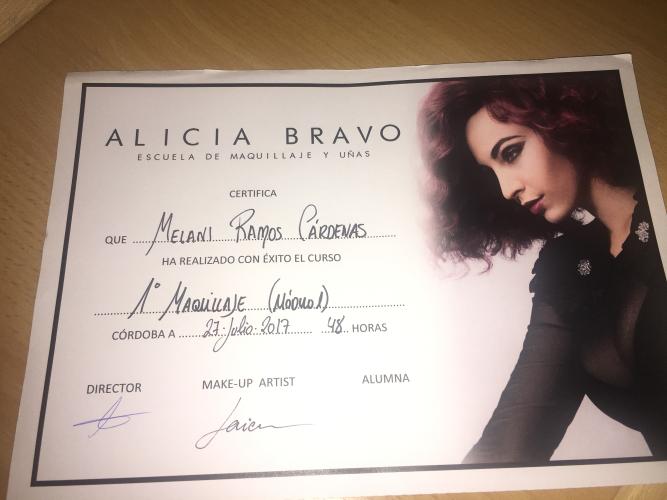 ALICIA BRAVO
ESCUELA DE MAQUILLAJE Y UÑAS
CERTIFICA
QUE MELANI RAMOS CÁRDENAS
HA REALIZADO CON ÉXITO EL CURSO
1º MAQUILLAJE (MÓDULO 1)
CÓRDOBA A 27-Julio-2017 48 HORAS
DIRECTOR MAKE-UP ARTIST ALUMNA